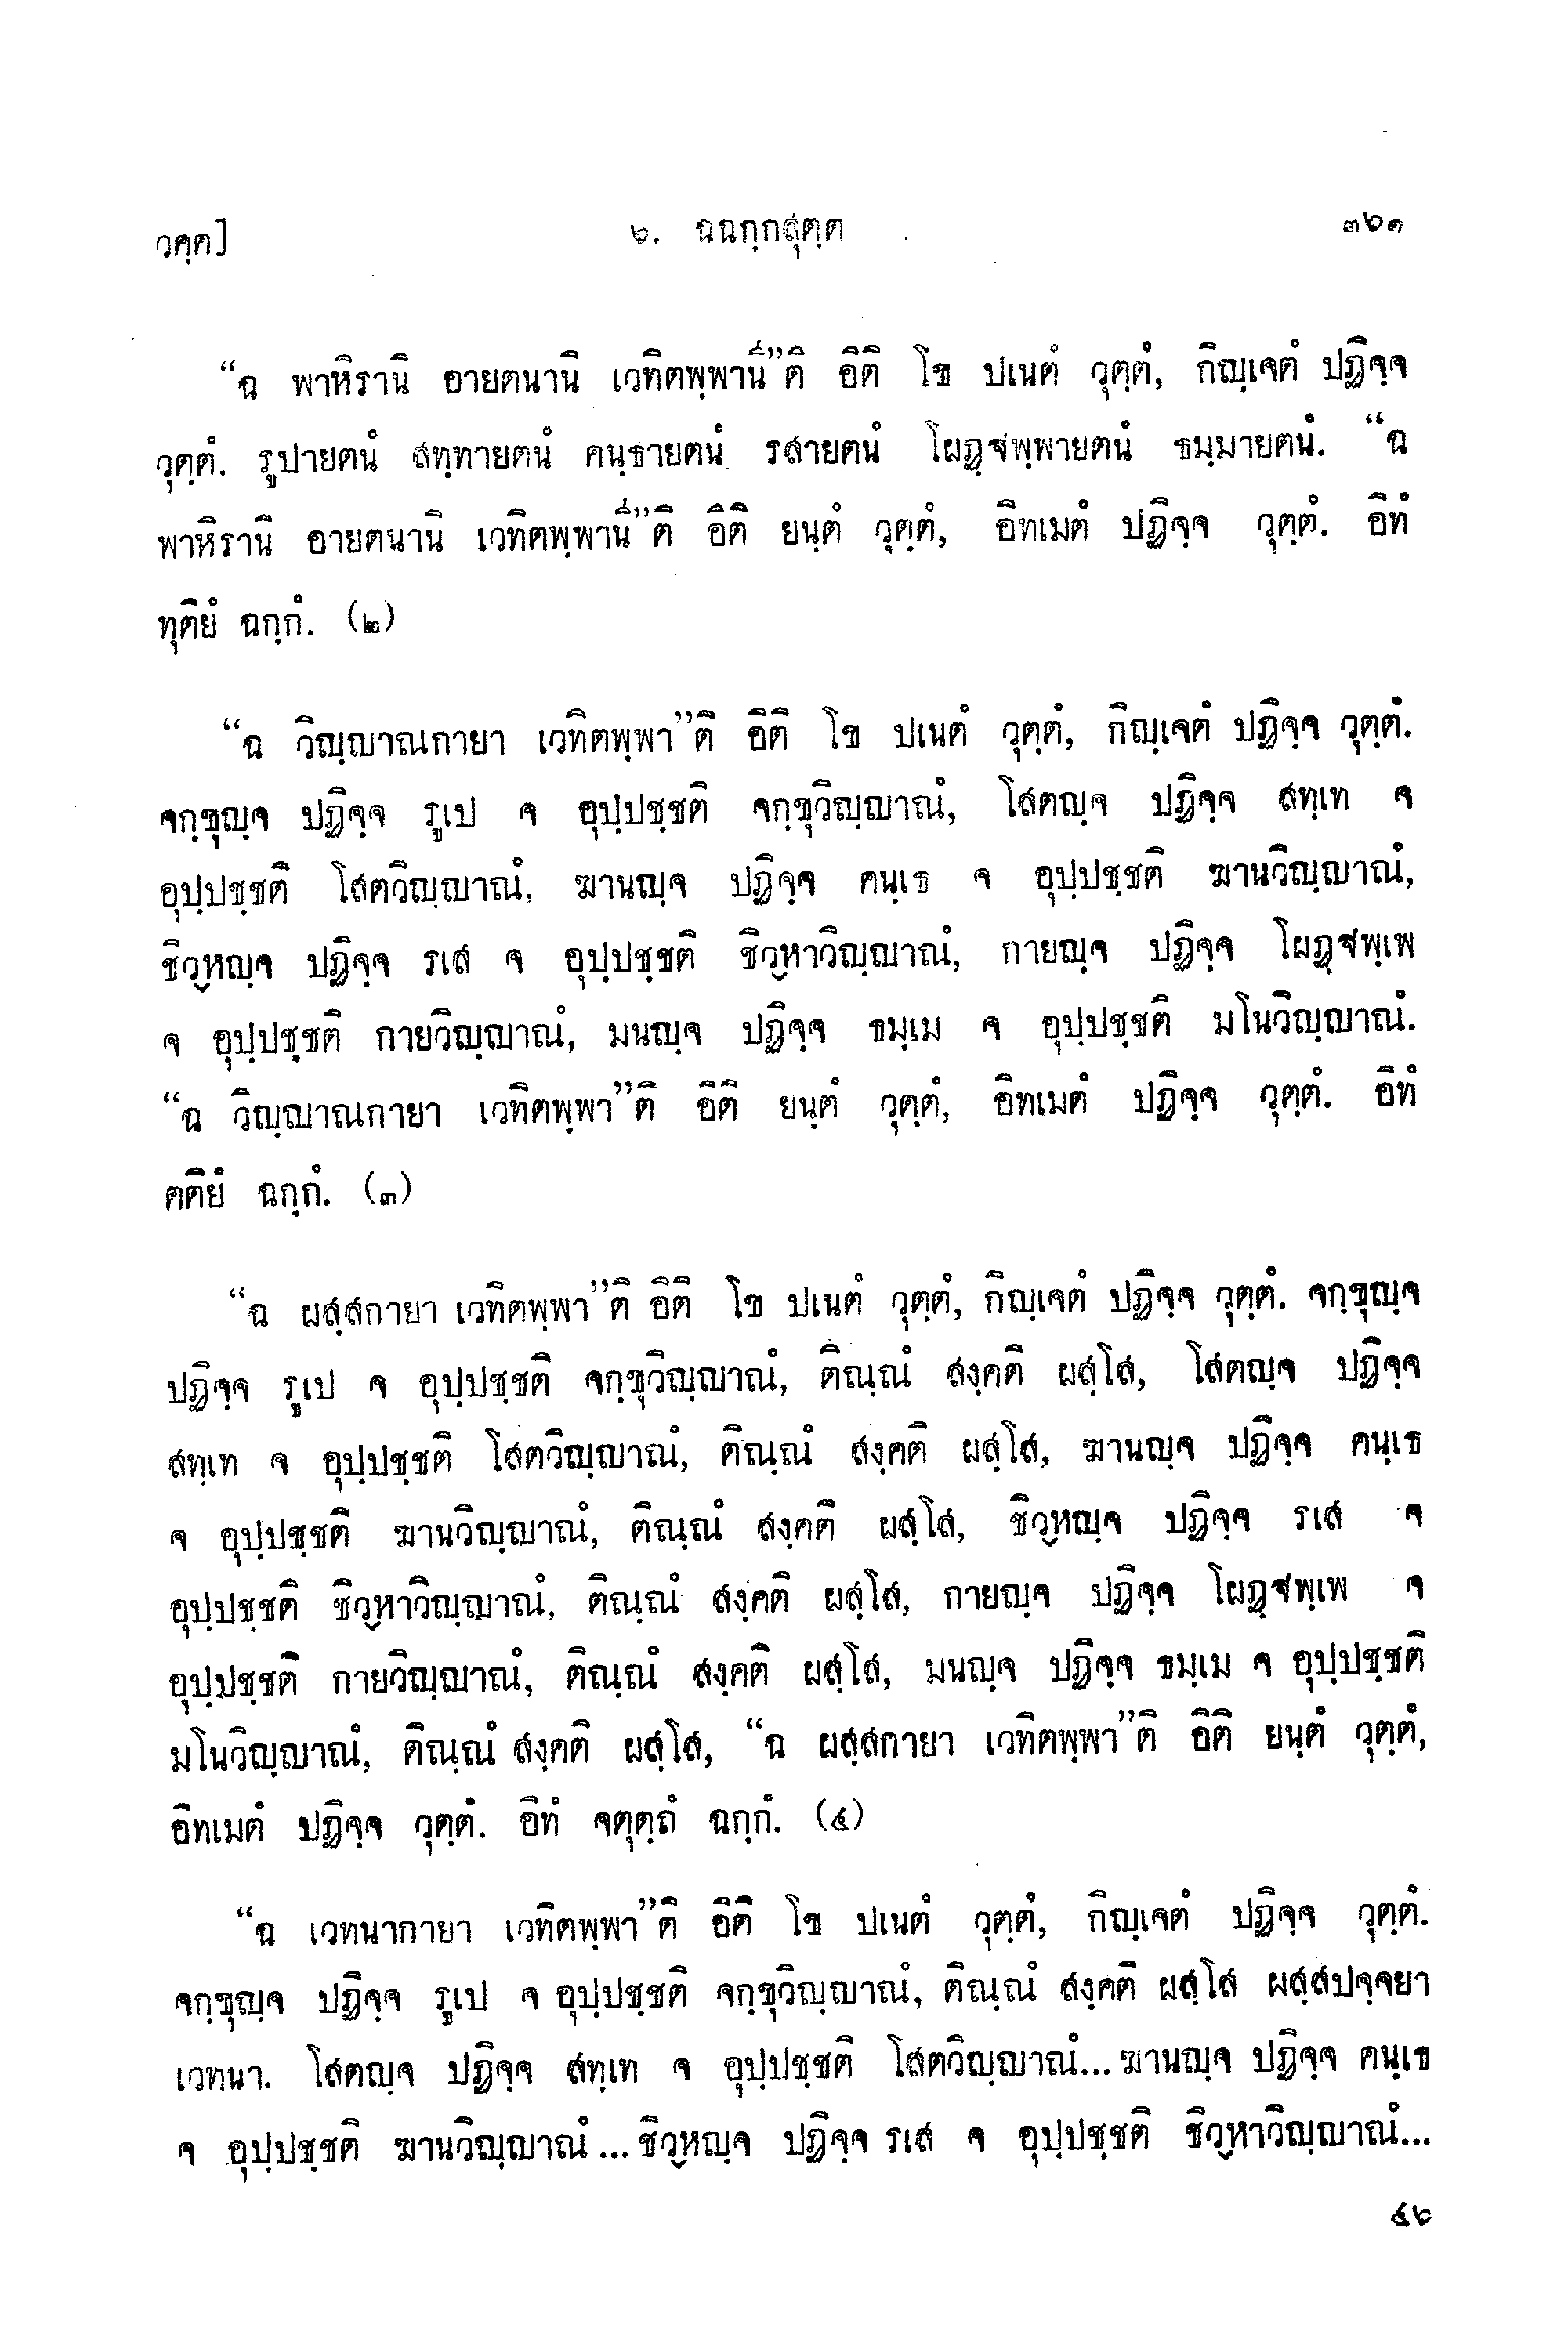 วคฺค]
๖. ฉฉกฺกสุตฺต
๓๖๑
“ฉ พาหิรานิ อายตนานิ เวทิตพฺพานี”ติ อิติ โข ปเนตํ วุตฺตํ, กิญฺเจตํ ปฏิจฺจ
วุตฺตํ. รูปายตนํ สทฺทายตนํ คนฺธายตนํ รสายตนํ โผฏฺฐพฺพายตนํ ธมฺมายตนํ. “ฉ
พาหิรานิ อายตนานิ เวทิตพฺพานี”ติ อิติ ยนฺตํ วุตฺตํ, อิทเมตํ ปฏิจฺจ วุตฺตํ. อิทํ
ทุติยํ ฉกฺกํ. (๒)
“ฉ วิญฺญาณกายา เวทิตพฺพา”ติ อิติ โข ปเนตํ วุตฺตํ, กิญฺเจตํ ปฏิจฺจ วุตฺตํ.
จกฺขุญฺจ ปฏิจฺจ รูเป จ อุปฺปชฺชติ จกฺขุวิญฺญาณํ, โสตญฺจ ปฏิจฺจ สทฺเท จ
อุปฺปชฺชติ โสตวิญฺญาณํ, ฆานญฺจ ปฏิจฺจ คนฺเธ จ อุปฺปชฺชติ ฆานวิญฺญาณํ,
ชิวฺหญฺจ ปฏิจฺจ รเส จ อุปฺปชฺชติ ชิวฺหาวิญฺญาณํ, กายญฺจ ปฏิจฺจ โผฏฺฐพฺเพ
จ อุปฺปชฺชติ กายวิญฺญาณํ, มนญฺจ ปฏิจฺจ ธมฺเม จ อุปฺปชฺชติ มโนวิญฺญาณํ.
“ฉ วิญฺญาณกายา เวทิตพฺพา”ติ อิติ ยนฺตํ วุตฺตํ, อิทเมตํ ปฏิจฺจ วุตฺตํ. อิทํ
ตติยํ ฉกฺกํ. (๓)
“ฉ ผสฺสกายา เวทิตพฺพา”ติ อิติ โข ปเนตํ วุตฺตํ, กิญฺเจตํ ปฏิจฺจ วุตฺตํ. จกฺขุญฺจ
ปฏิจฺจ รูเป จ อุปฺปชฺชติ จกฺขุวิญฺญาณํ, ติณฺณํ สงฺคติ ผสฺโส, โสตญฺจ ปฏิจฺจ
สทฺเท จ อุปฺปชฺชติ โสตวิญฺญาณํ, ติณฺณํ สงฺคติ ผสฺโส, ฆานญฺจ ปฏิจฺจ คนฺเธ
จ อุปฺปชฺชติ ฆานวิญฺญาณํ, ติณฺณํ สงฺคติ ผสฺโส, ชิวฺหญฺจ ปฏิจฺจ รเส จ
อุปฺปชฺชติ ชิวฺหาวิญฺญาณํ, ติณฺณํ สงฺคติ ผสฺโส, กายญฺจ ปฏิจฺจ โผฏฺฐพฺเพ จ
อุปฺปชฺชติ กายวิญฺญาณํ, ติณฺณํ สงฺคติ ผสฺโส, มนญฺจ ปฏิจฺจ ธมฺเม จ อุปฺปชฺชติ
มโนวิญฺญาณํ, ติณฺณํ สงฺคติ ผสฺโส, “ฉ ผสฺสกายา เวทิตพฺพา”ติ อิติ ยนฺตํ วุตฺตํ,
อิทเมตํ ปฏิจฺจ วุตฺตํ. อิทํ จตุตฺถํ ฉกฺกํ. (๔)
“ฉ เวทนากายา เวทิตพฺพา”ติ อิติ โข ปเนตํ วุตฺตํ, กิญฺเจตํ ปฏิจฺจ วุตฺตํ.
จกฺขุญฺจ ปฏิจฺจ รูเป จ อุปฺปชฺชติ จกฺขุวิญฺญาณํ, ติณฺณํ สงฺคติ ผสฺโส ผสฺสปจฺจยา
เวทนา. โสตญฺจ ปฏิจฺจ สทฺเท จ อุปฺปชฺชติ โสตวิญฺญาณํ... ฆานญฺจ ปฏิจฺจ คนฺเธ
จ อุปฺปชฺชติ ฆานวิญฺญาณํ... ชิวฺหญฺจ ปฏิจฺจ รเส จ อุปฺปชฺชติ ชิวฺหาวิญฺญาณํ...
๔๖